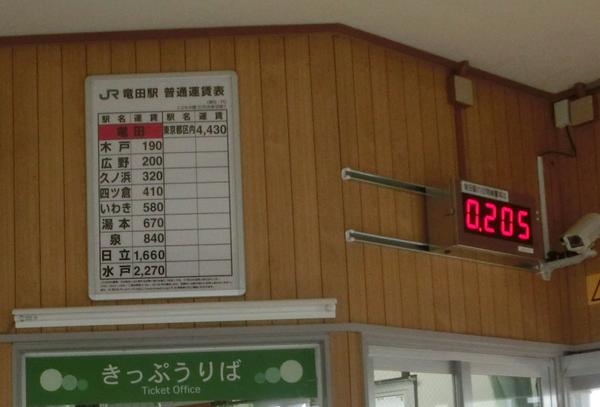 JR 竜田駅 普通運賃表
駅名 運賃 駅名 運賃
竜田 東京都区内 4,430
木戸 190
広野 200
久ノ浜 320
四ツ倉 410
いわき 580
湯本 670
泉 840
日立 1,660
水戸 2,270
0.205
きっぷうりば
Ticket Office